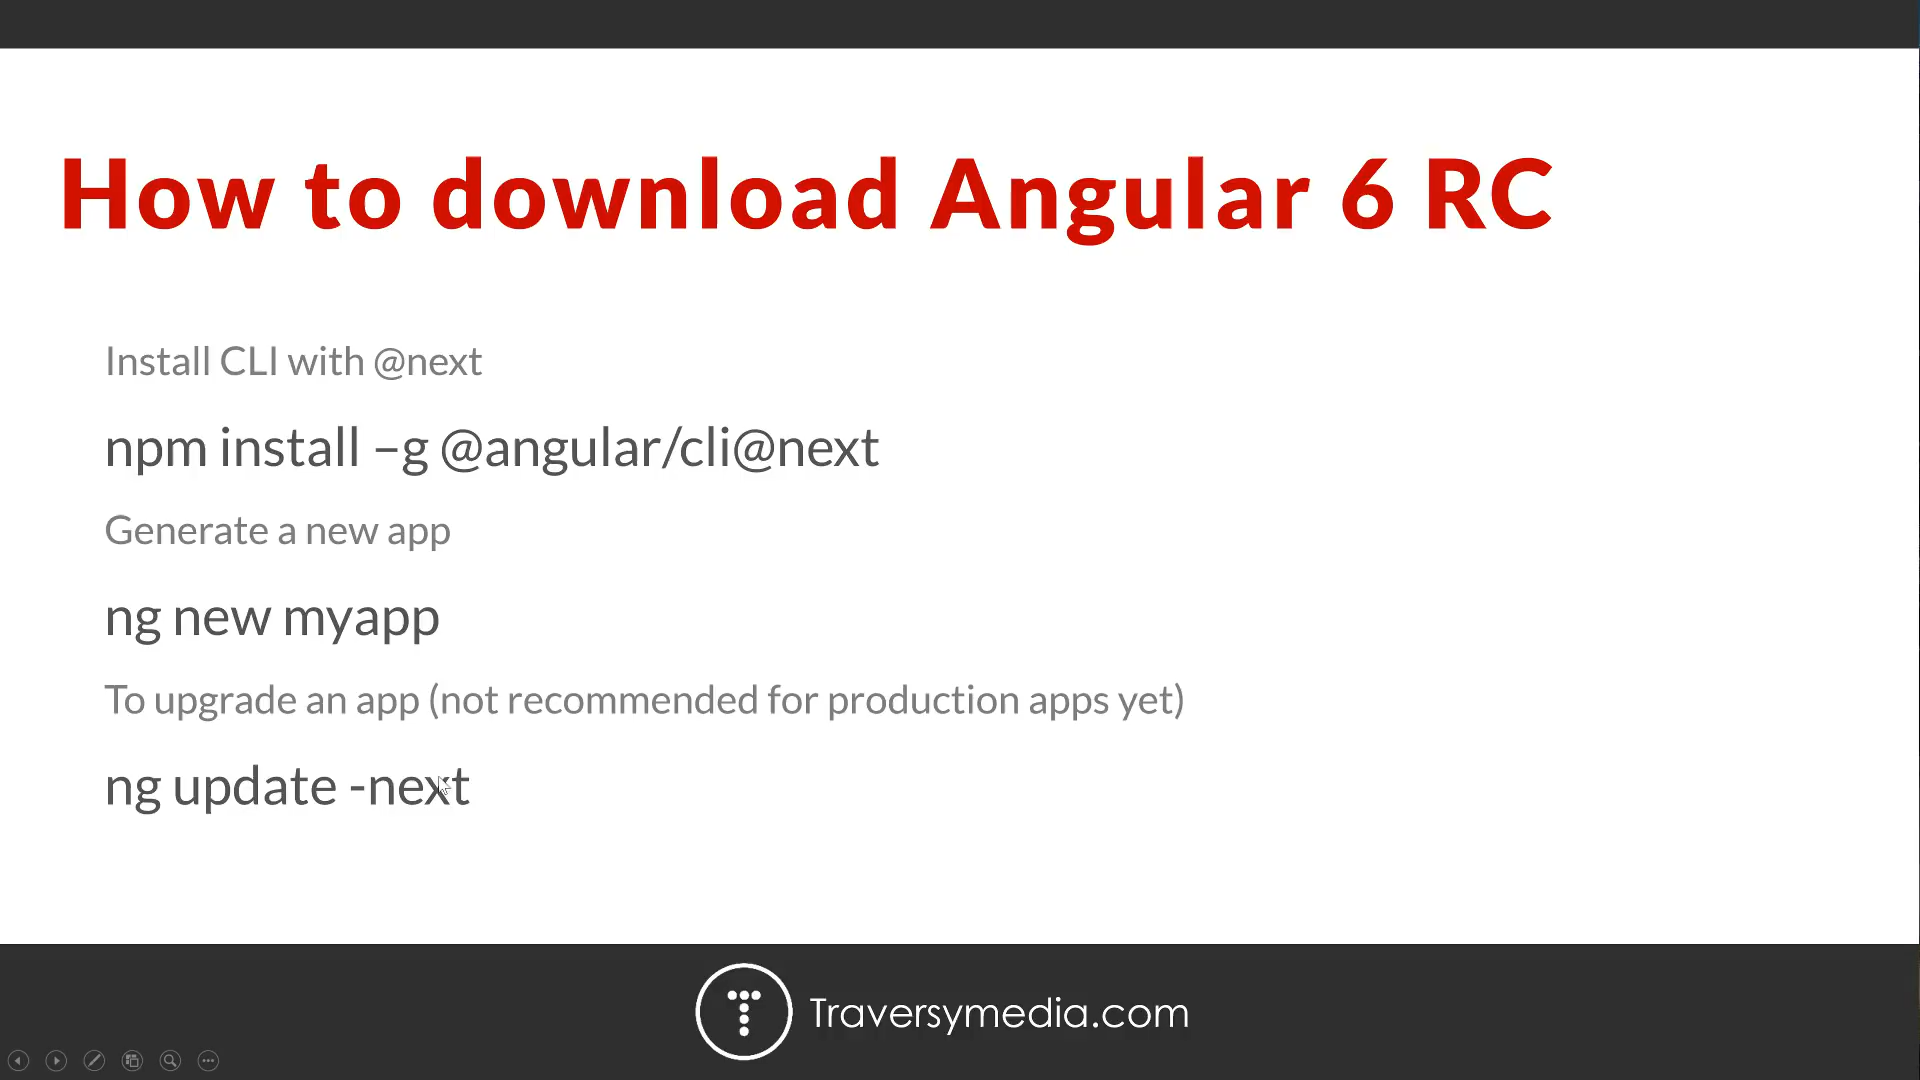 How to download Angular 6 RC
Install CLI with @next
npm install –g @angular/cli@next
Generate a new app
ng new myapp
To upgrade an app (not recommended for production apps yet)
ng update -next
Traversymedia.com